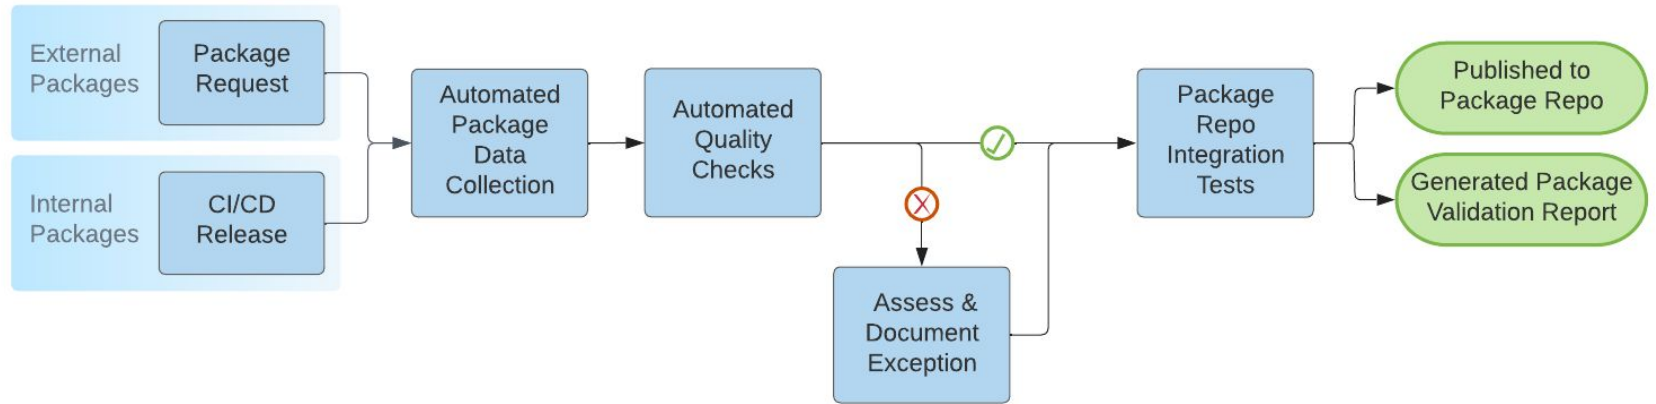 External
Packages
Package
Request
Internal
Packages
CI/CD
Release
Automated
Package
Data
Collection
Automated
Quality
Checks
Assess &
Document
Exception
Package
Repo
Integration
Tests
Published to
Package Repo
Generated Package
Validation Report